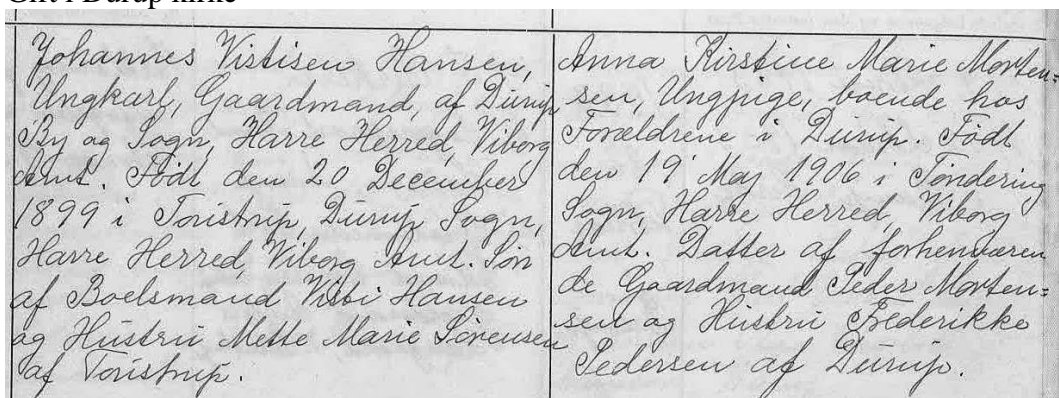 Gift i Durup kirke
Johannes Vistisen Hansen,
Ungkarl, Gaardmand, af Durup
By og Sogn, Harre Herred, Viborg
Amt. Født den 20 December
1899 i Toustrup, Durup Sogn,
Harre Herred, Viborg Amt. Søn
af Boelsmand Visti Hansen
og Hustru Mette Marie Sørensen
af Toustrup.
Anna Kirstine Marie Morten=
sen, Ungpige, boende hos
Forældrene i Durup. Født
den 19' Maj 1906 i Tøndering
Sogn, Harre Herred, Viborg
Amt. Datter af forhenværen
de Gaardmand Peder Morten=
sen og Hustru Frederikke
Pedersen af Durup.